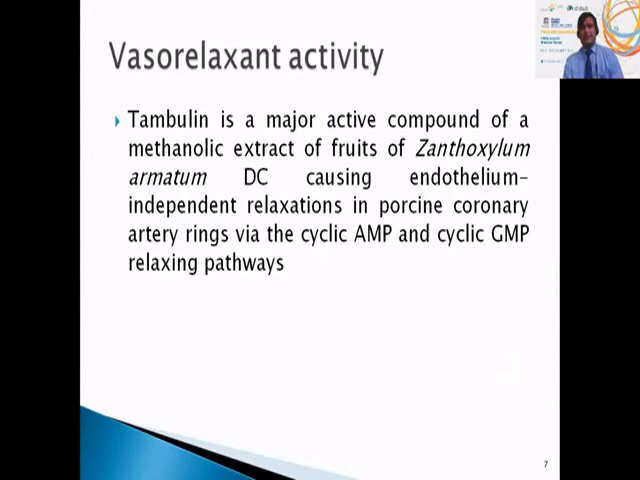 Vasorelaxant activity
Tambulin is a major active compound of a
methanolic extract of fruits of Zanthoxylum
armatum DC causing endothelium-
independent relaxations in porcine coronary
artery rings via the cyclic AMP and cyclic GMP
relaxing pathways
7